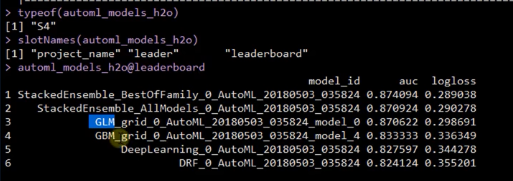 > typeof(automl_models_h2o)
[1] "S4"
> slotNames(automl_models_h2o)
[1] "project_name" "leader" "leaderboard"
> automl_models_h2o@leaderboard
model_id auc logloss
1 StackedEnsemble_BestOfFamily_0_AutoML_20180503_035824 0.874094 0.289038
2 StackedEnsemble_AllModels_0_AutoML_20180503_035824 0.870924 0.290278
3 GLM_grid_0_AutoML_20180503_035824_model_0 0.870622 0.298691
4 GBM_grid_0_AutoML_20180503_035824_model_4 0.833333 0.336349
5 DeepLearning_0_AutoML_20180503_035824 0.827597 0.344278
6 DRF_0_AutoML_20180503_035824 0.824124 0.355201